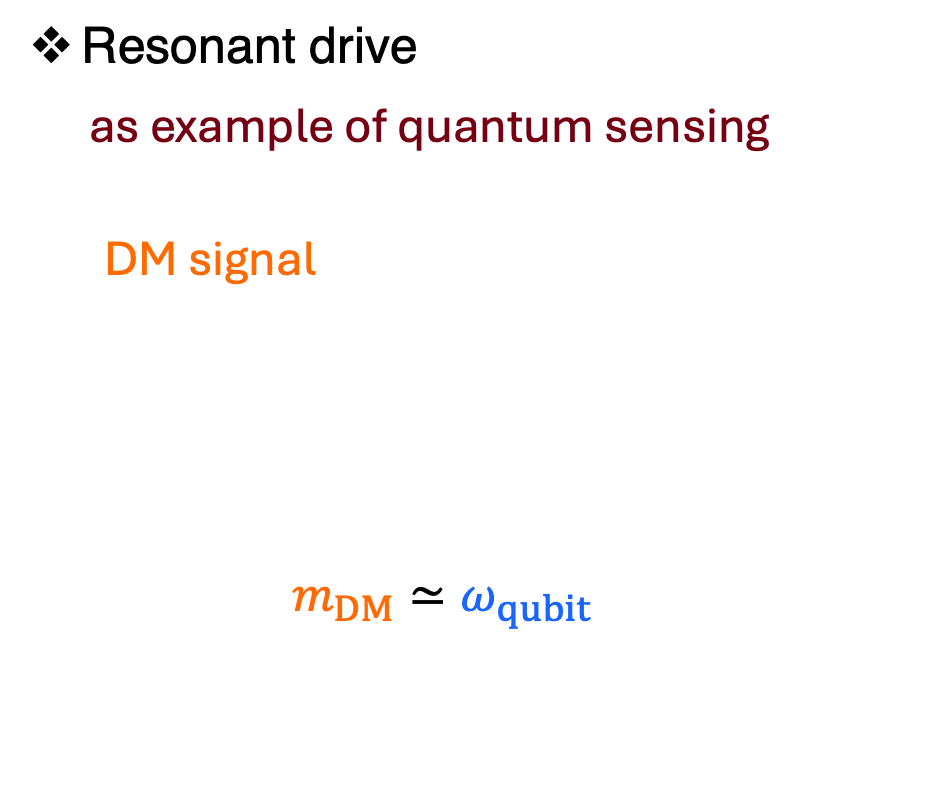 ❖ Resonant drive
as example of quantum sensing
DM signal
m_DM ≃ ω_qubit